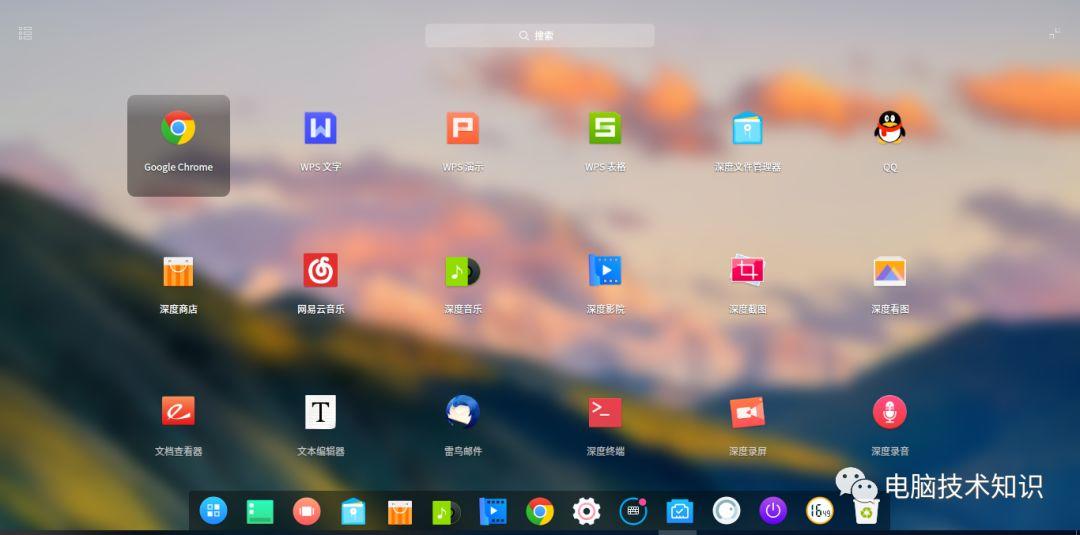 搜索
Google Chrome
WPS 文字
WPS 演示
WPS 表格
深度文件管理器
QQ
深度商店
网易云音乐
深度音乐
深度影院
深度截图
深度看图
文档查看器
文本编辑器
雷鸟邮件
深度终端
深度录屏
深度录音
电脑技术知识
16 49